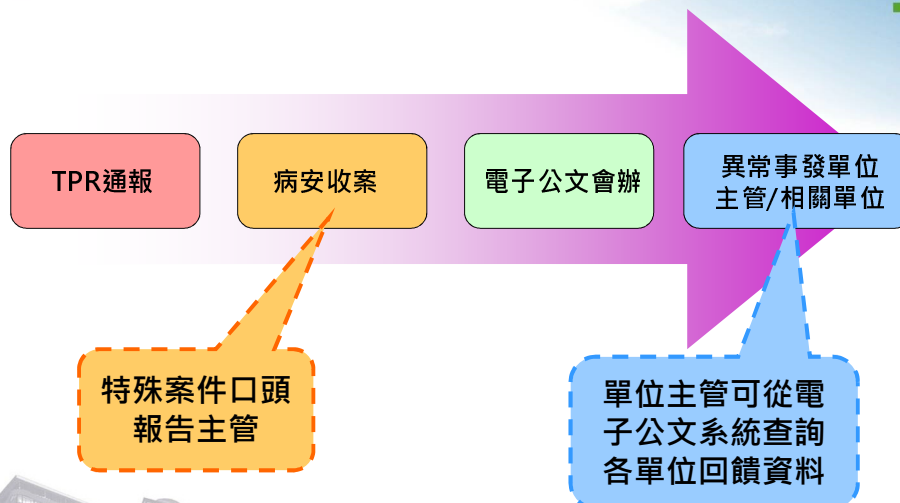 TPR通報
病安收案
電子公文會辦
異常事發單位
主管/相關單位
特殊案件口頭
報告主管
單位主管可從電
子公文系統查詢
各單位回饋資料